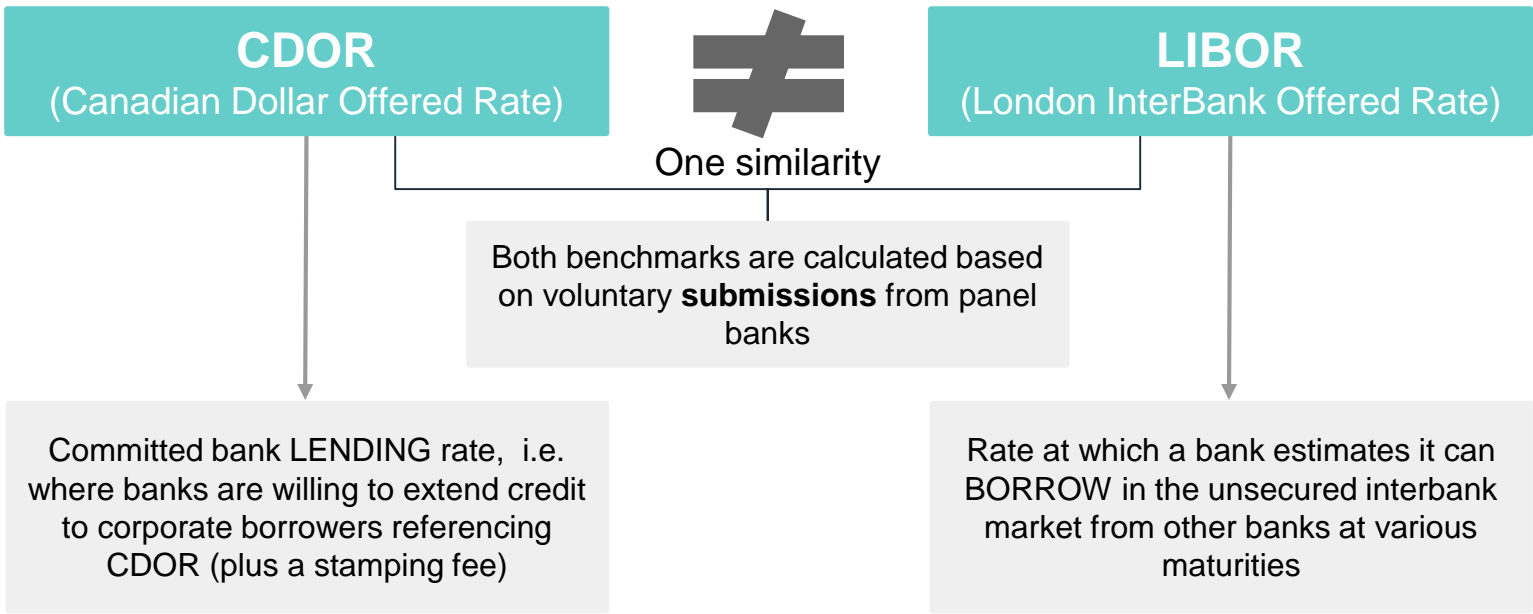 CDOR
(Canadian Dollar Offered Rate)
LIBOR
(London InterBank Offered Rate)
One similarity
Both benchmarks are calculated based
on voluntary submissions from panel
banks
Committed bank LENDING rate,  i.e.
where banks are willing to extend credit
to corporate borrowers referencing
CDOR (plus a stamping fee)
Rate at which a bank estimates it can
BORROW in the unsecured interbank
market from other banks at various
maturities